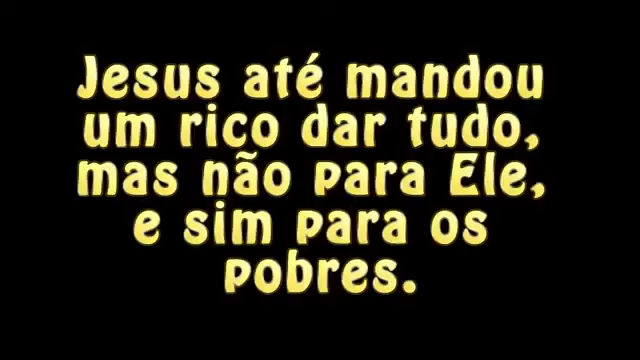 Jesus até mandou
um rico dar tudo,
mas não para Ele,
e sim para os
pobres.